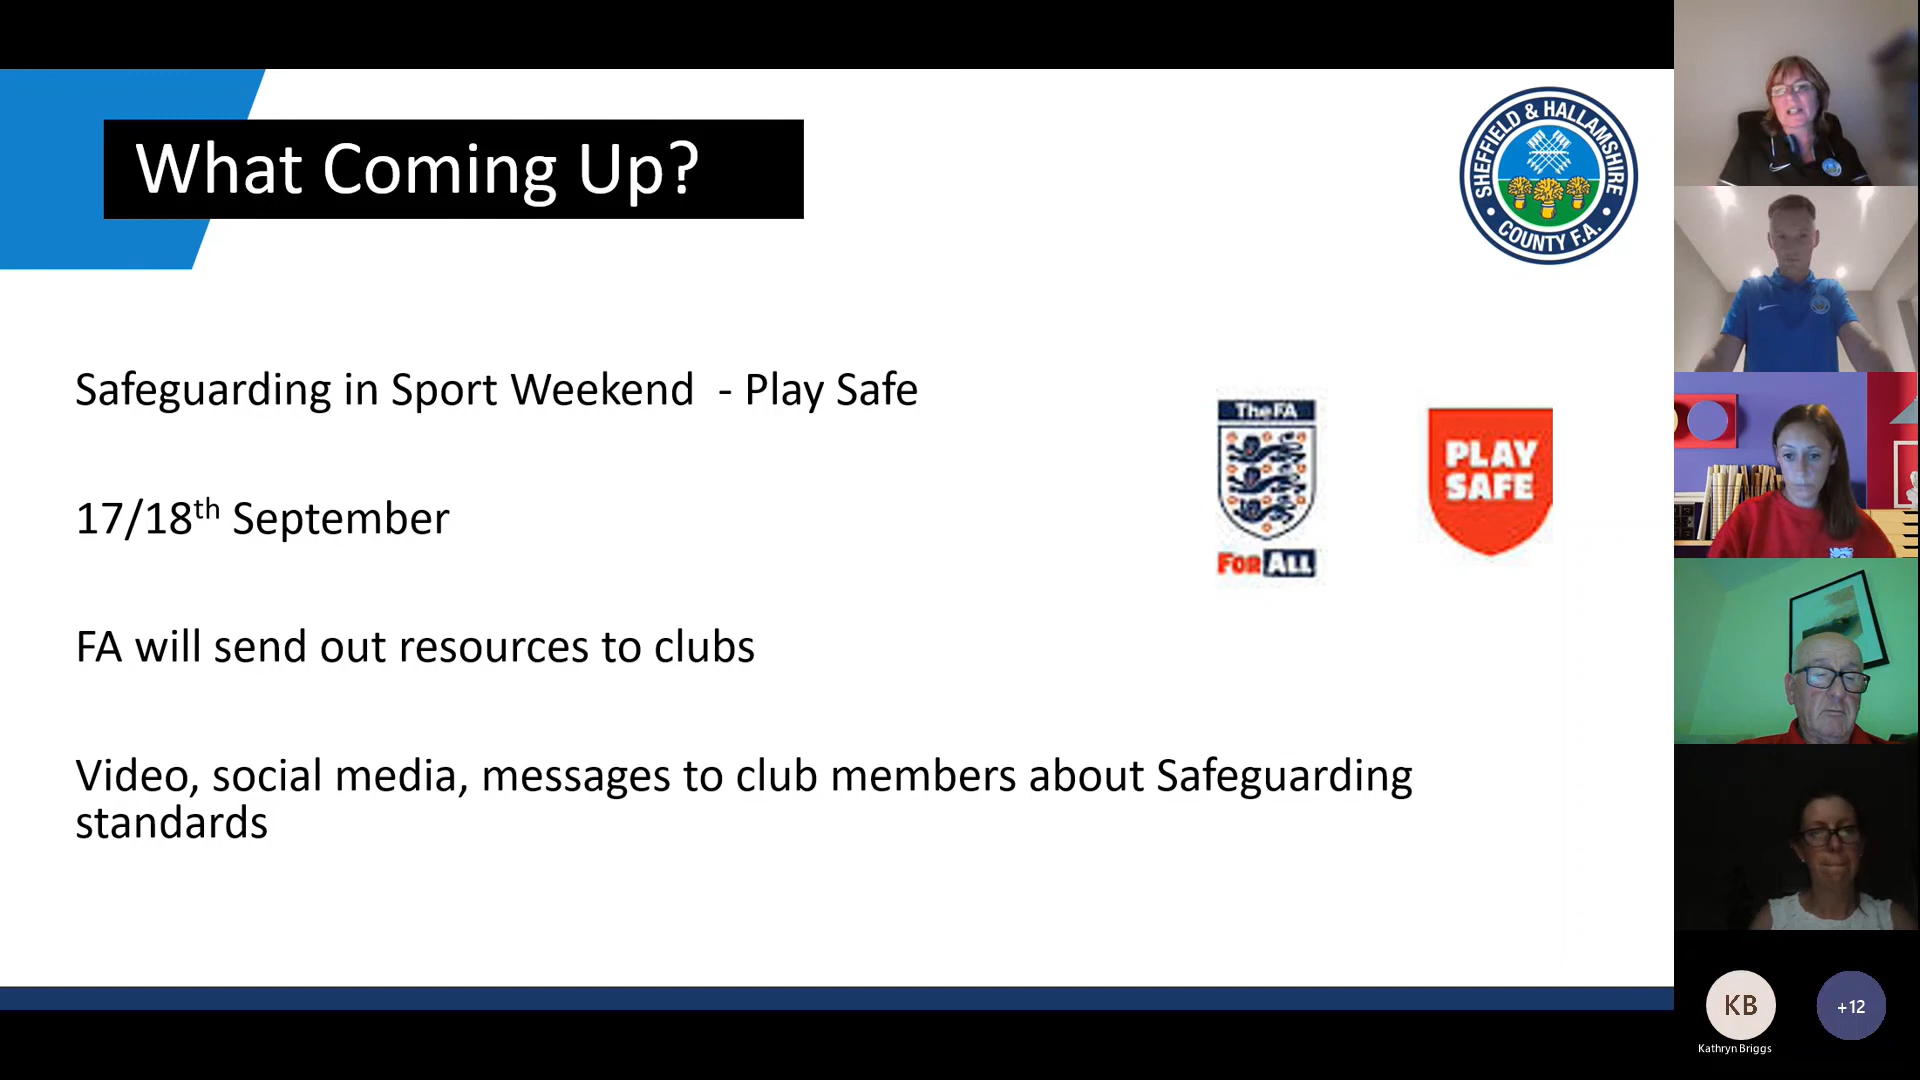 What Coming Up?
SHEFFIELD & HALLAMSHIRE
COUNTY F.A.
Safeguarding in Sport Weekend  - Play Safe
TheFA
PLAY
SAFE
17/18th September
FOR ALL
FA will send out resources to clubs
Video, social media, messages to club members about Safeguarding
standards
KB
+12
Kathryn Briggs